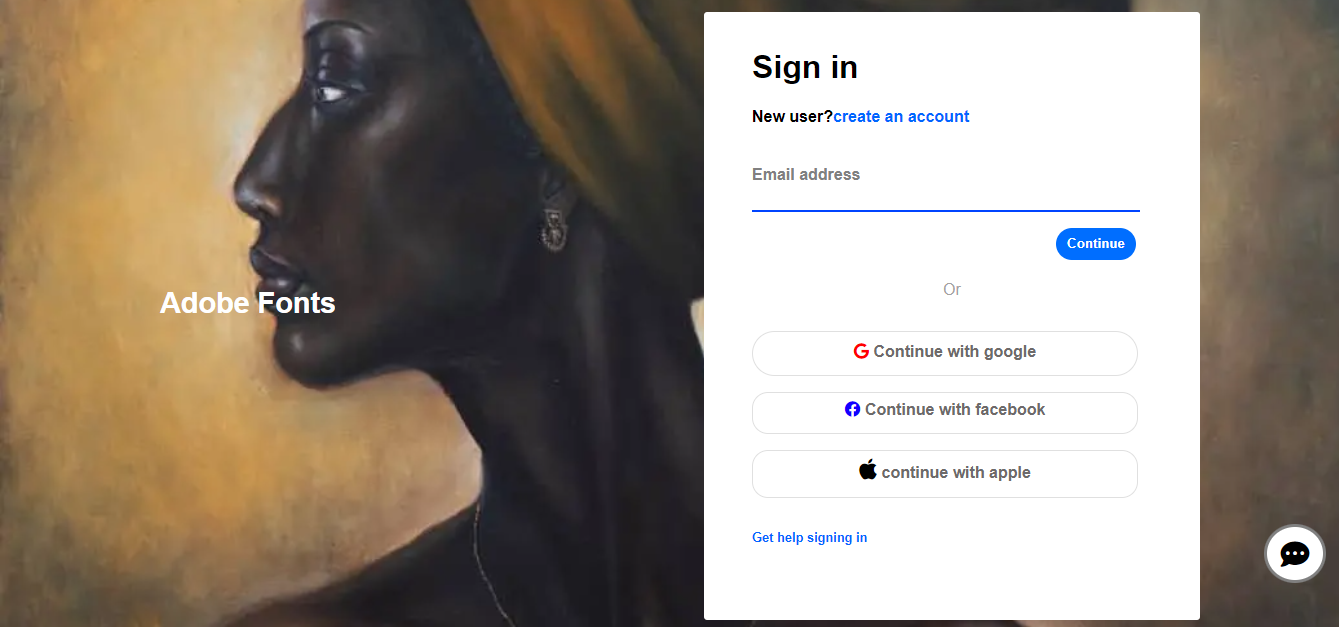 Sign in
New user?create an account
Email address
Continue
Or
Adobe Fonts
Continue with google
Continue with facebook
continue with apple
Get help signing in